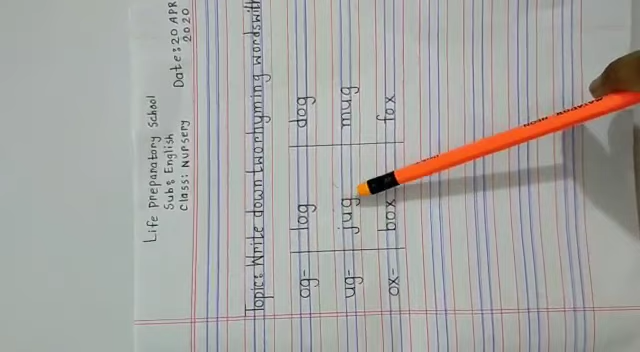 Life Preparatory School
Sub: English
Class: Nursery
Date: 20 APR
2020
Topic: Write down two rhyming words with
og- log dog
ug- jug mug
ox- box fox